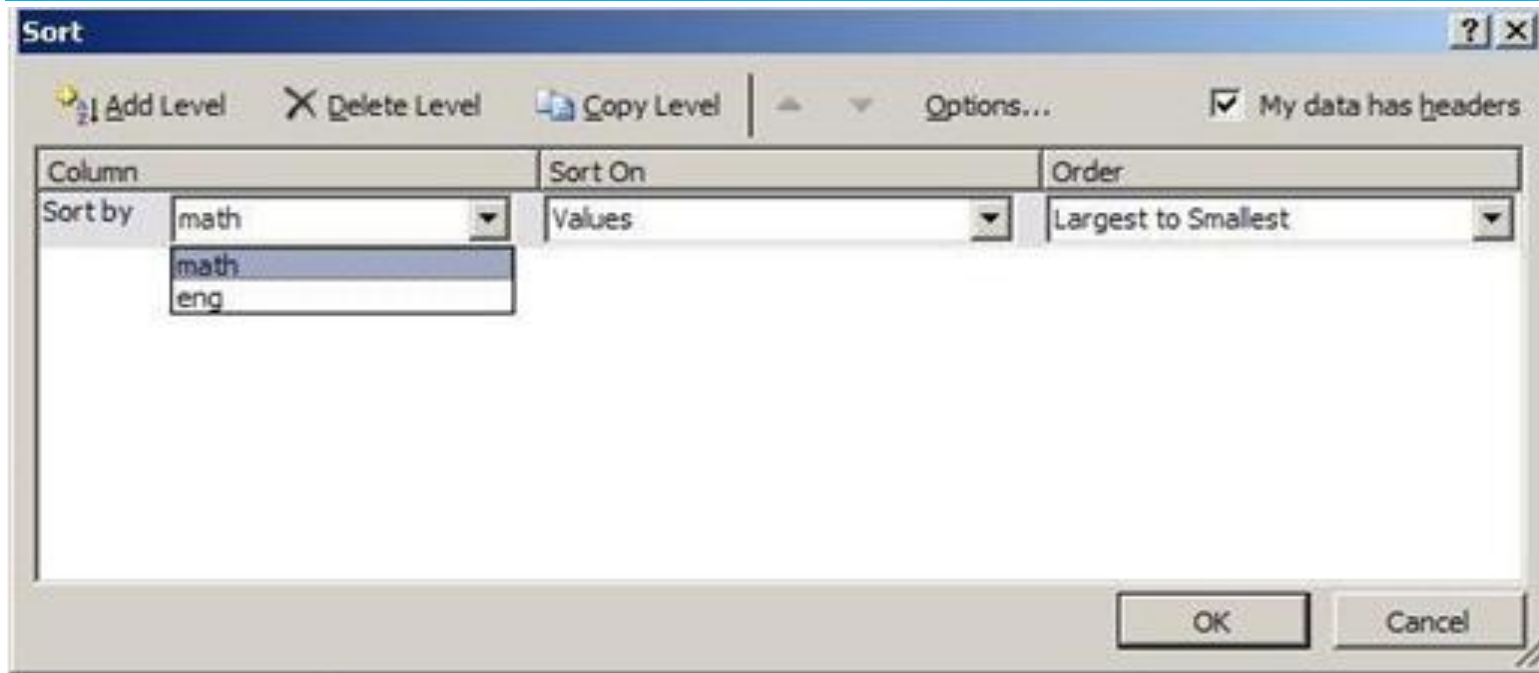 Sort
Add Level Delete Level Copy Level Options... My data has headers
Column Sort On Order
Sort by math Values Largest to Smallest
math
eng
OK Cancel